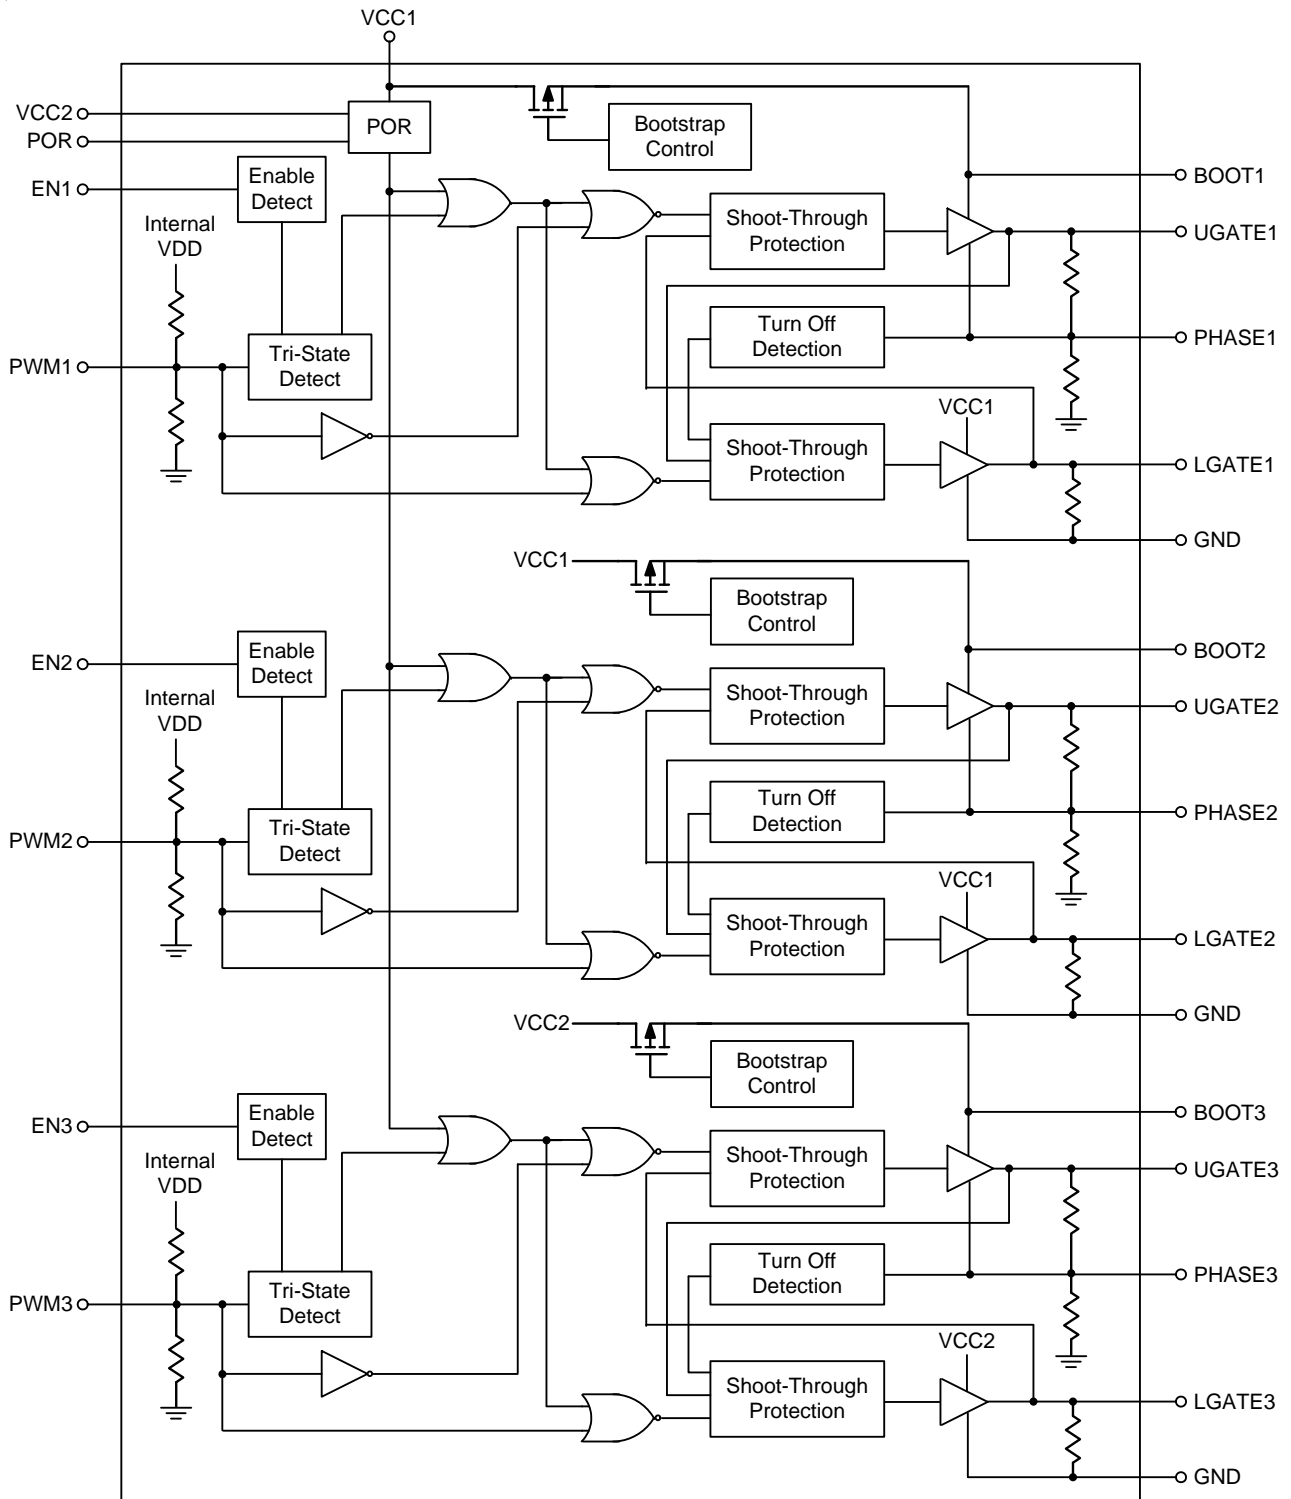 VCC1
VCC2
POR
POR
Bootstrap
Control
EN1
Enable
Detect
BOOT1
Internal
VDD
Shoot-Through
Protection
UGATE1
Turn Off
Detection
PHASE1
PWM1
Tri-State
Detect
VCC1
Shoot-Through
Protection
LGATE1
GND
VCC1
Bootstrap
Control
EN2
Enable
Detect
BOOT2
Internal
VDD
Shoot-Through
Protection
UGATE2
Turn Off
Detection
PHASE2
PWM2
Tri-State
Detect
VCC1
Shoot-Through
Protection
LGATE2
GND
VCC2
Bootstrap
Control
EN3
Enable
Detect
BOOT3
Internal
VDD
Shoot-Through
Protection
UGATE3
Turn Off
Detection
PHASE3
PWM3
Tri-State
Detect
VCC2
Shoot-Through
Protection
LGATE3
GND